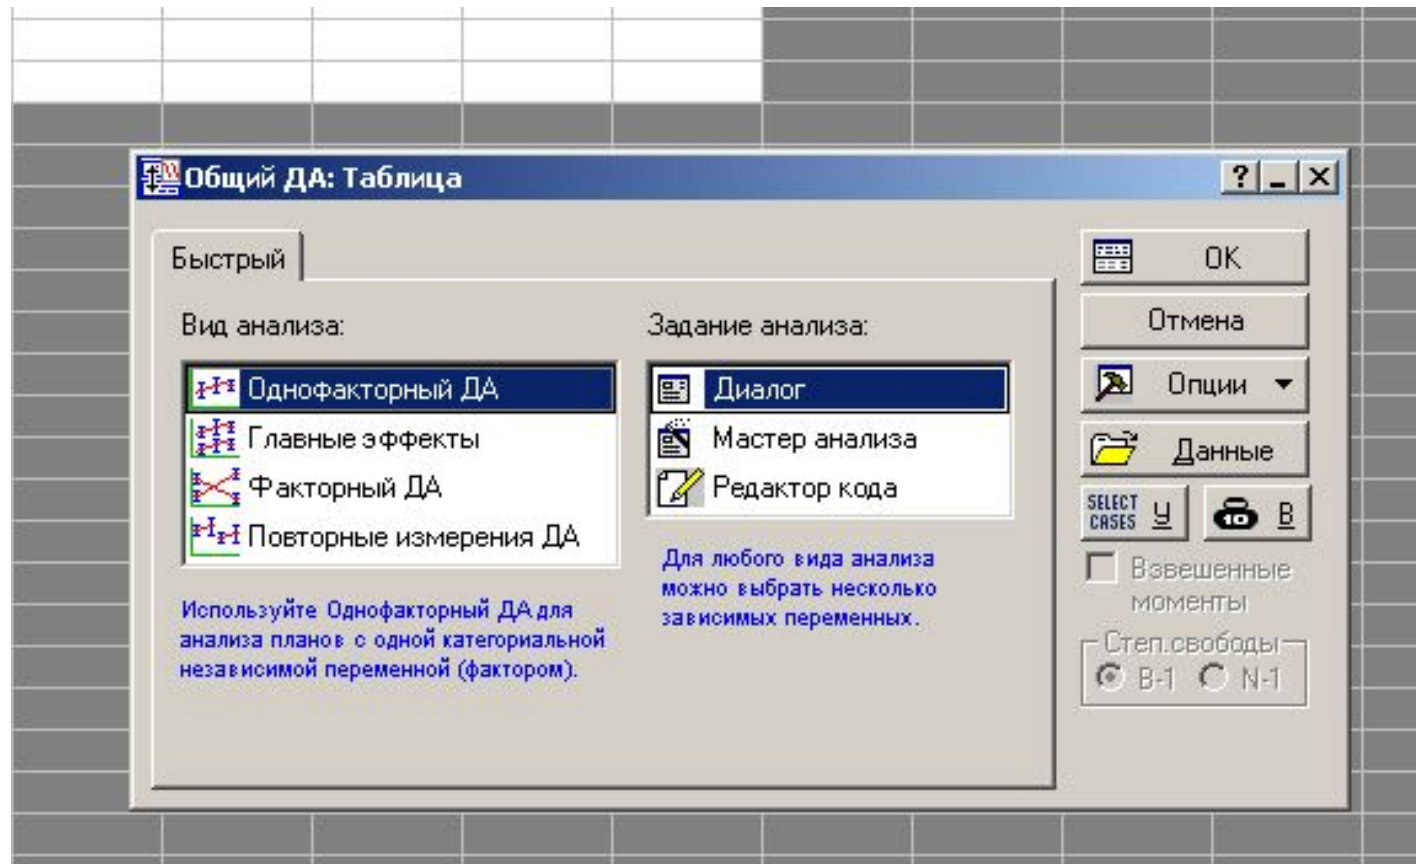 Общий ДА: Таблица
Быстрый
Вид анализа:
Однофакторный ДА
Главные эффекты
Факторный ДА
Повторные измерения ДА
Используйте Однофакторный ДА для
анализа планов с одной категориальной
независимой переменной (фактором).
Задание анализа:
Диалог
Мастер анализа
Редактор кода
Для любого вида анализа
можно выбрать несколько
зависимых переменных.
OK
Отмена
Опции
Данные
SELECT CASES У
10 В
Взвешенные
моменты
Степ.свободы
В-1 N-1